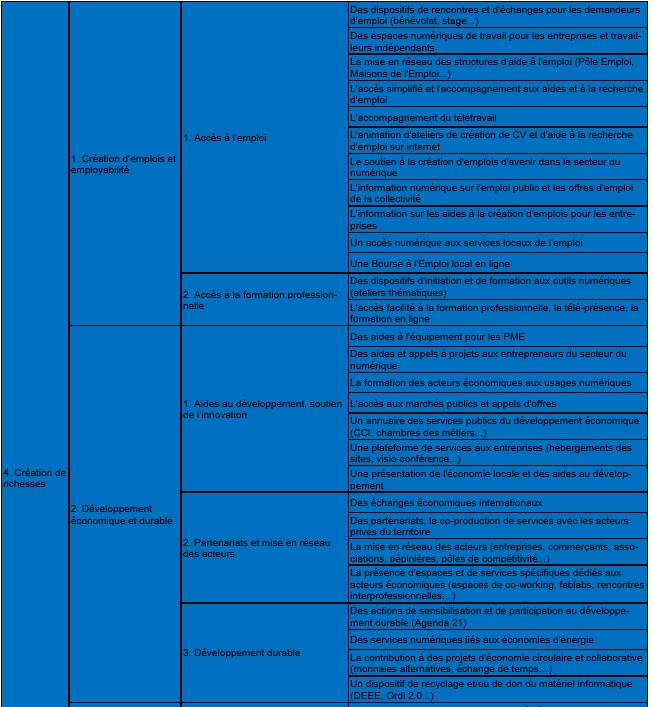 4. Création de
richesses
1. Création d'emplois et
employabilité
1. Accès à l'emploi
Des dispositifs de rencontres et d'échanges pour les demandeurs
d'emploi (bénévolat, stage...)
Des espaces numériques de travail pour les entreprises et travail-
leurs indépendants
La mise en réseau des structures d'aide à l'emploi (Pôle Emploi,
Maisons de l'Emploi...)
L'accès simplifié et l'accompagnement aux aides et à la recherche
d'emploi
L'accompagnement du télétravail
L'animation d'ateliers de création de CV et d'aide à la recherche
d'emploi sur internet
Le soutien à la création d'emplois d'avenir dans le secteur du
numérique
L'information numérique sur l'emploi public et les offres d'emploi
de la collectivité
L'information sur les aides à la création d'emplois pour les entre-
prises
Un accès numérique aux services locaux de l'emploi
Une Bourse à l'Emploi local en ligne
2. Accès à la formation profession-
nelle
Des dispositifs d'initiation et de formation aux outils numériques
(ateliers thématiques)
L'accès facilité à la formation professionnelle, la télé-présence, la
formation en ligne
2. Développement
économique et durable
1. Aides au développement, soutien
de l'innovation
Des aides à l'équipement pour les PME
Des aides et appels à projets aux entrepreneurs du secteur du
numérique
La formation des acteurs économiques aux usages numériques
L'accès aux marchés publics et appels d'offres
Un annuaire des services publics du développement économique
(CCI, chambres des métiers...)
Une plateforme de services aux entreprises (hébergements des
sites, visio-conférence...)
Une présentation de l'économie locale et des aides au dévelop-
pement
2. Partenariats et mise en réseau
des acteurs
Des échanges économiques internationaux
Des partenariats, la co-production de services avec les acteurs
privés du territoire
La mise en réseau des acteurs (entreprises, commerçants, asso-
ciations, pépinières, pôles de compétitivité...)
La présence d'espaces et de services spécifiques dédiés aux
acteurs économiques (espaces de co-working, fablabs, rencontres
interprofessionnelles...)
3. Développement durable
Des actions de sensibilisation et de participation au développe-
ment durable (Agenda 21)
Des services numériques liés aux économies d'énergie
La contribution à des projets d'économie circulaire et collaborative
(monnaies alternatives, échange de temps...)
Un dispositif de recyclage et/ou de don du matériel informatique
(DEEE, Ordi 2.0...)